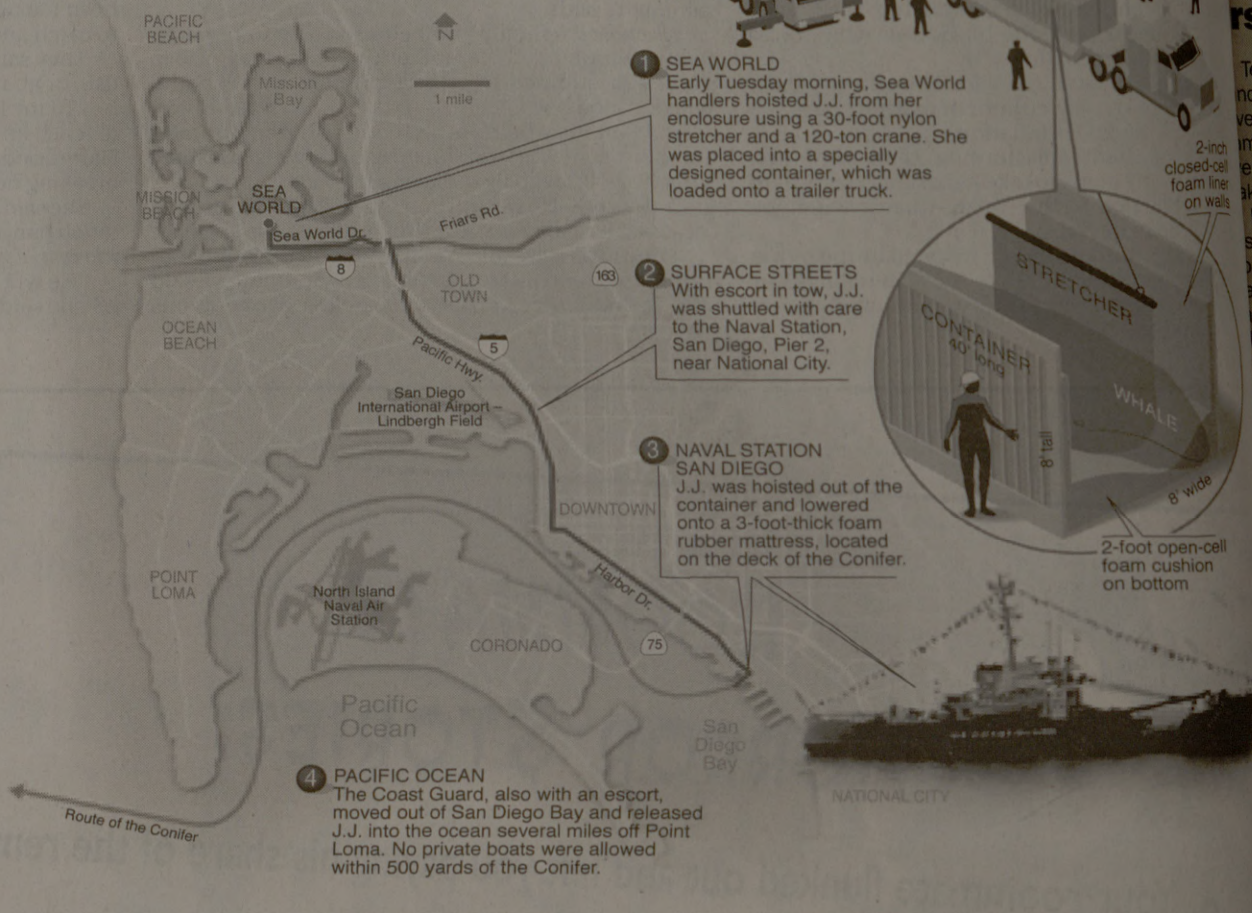 PACIFIC
BEACH
Mission
Bay
N
1 mile
MISSION
BEACH
SEA
WORLD
Sea World Dr.
Friars Rd.
8
OLD
TOWN
163
OCEAN
BEACH
5
Pacific Hwy.
San Diego
International Airport –
Lindbergh Field
DOWNTOWN
POINT
LOMA
North Island
Naval Air
Station
Harbor Dr.
CORONADO
75
Pacific
Ocean
San
Diego
Bay
NATIONAL CITY
Route of the Conifer
1 SEA WORLD
Early Tuesday morning, Sea World
handlers hoisted J.J. from her
enclosure using a 30-foot nylon
stretcher and a 120-ton crane. She
was placed into a specially
designed container, which was
loaded onto a trailer truck.
2 SURFACE STREETS
With escort in tow, J.J.
was shuttled with care
to the Naval Station,
San Diego, Pier 2,
near National City.
3 NAVAL STATION
SAN DIEGO
J.J. was hoisted out of the
container and lowered
onto a 3-foot-thick foam
rubber mattress, located
on the deck of the Conifer.
4 PACIFIC OCEAN
The Coast Guard, also with an escort,
moved out of San Diego Bay and released
J.J. into the ocean several miles off Point
Loma. No private boats were allowed
within 500 yards of the Conifer.
2-inch
closed-cell
foam liner
on walls
STRETCHER
CONTAINER
40' long
WHALE
8' tall
8' wide
2-foot open-cell
foam cushion
on bottom